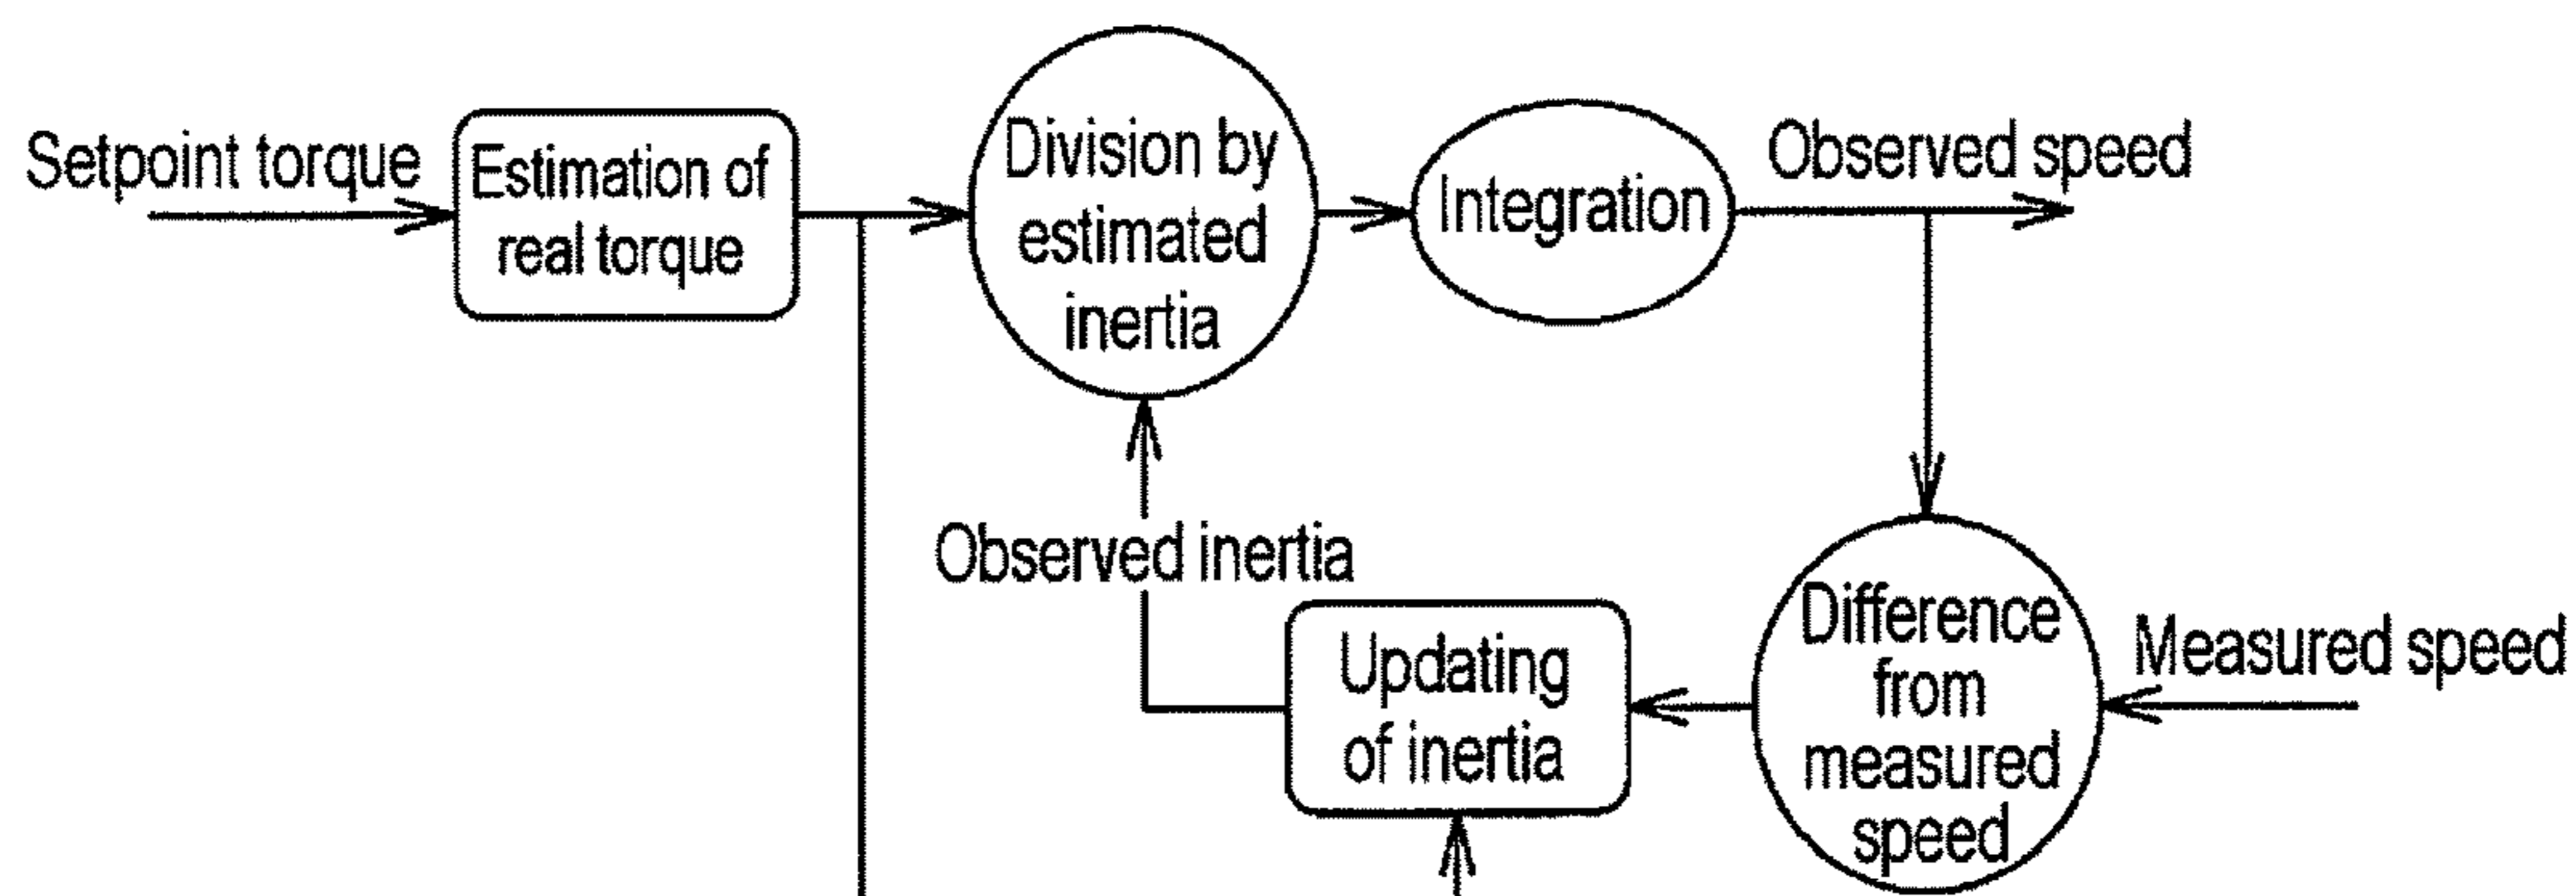 Setpoint torque
Estimation of
real torque
Division by
estimated
inertia
Integration
Observed speed
Observed inertia
Updating
of inertia
Difference
from
measured
speed
Measured speed